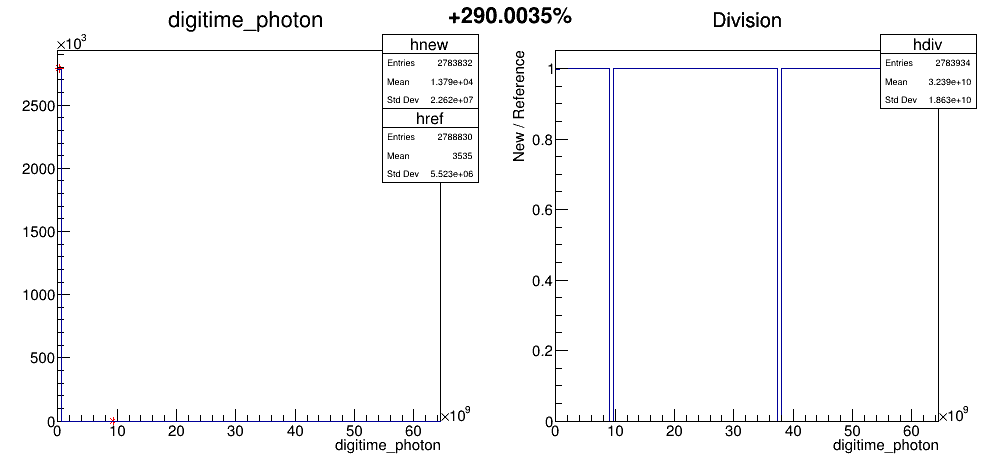 +290.0035%
digitime_photon
×10³
hnew
Entries 2783832
Mean 1.379e+04
Std Dev 2.262e+07
href
Entries 2788830
Mean 3535
Std Dev 5.523e+06
2500
2000
1500
1000
500
0
0 10 20 30 40 50 60
×10⁹
digitime_photon
Division
hdiv
Entries 2783934
Mean 3.239e+10
Std Dev 1.863e+10
New / Reference
1
0.8
0.6
0.4
0.2
0
0 10 20 30 40 50 60
×10⁹
digitime_photon